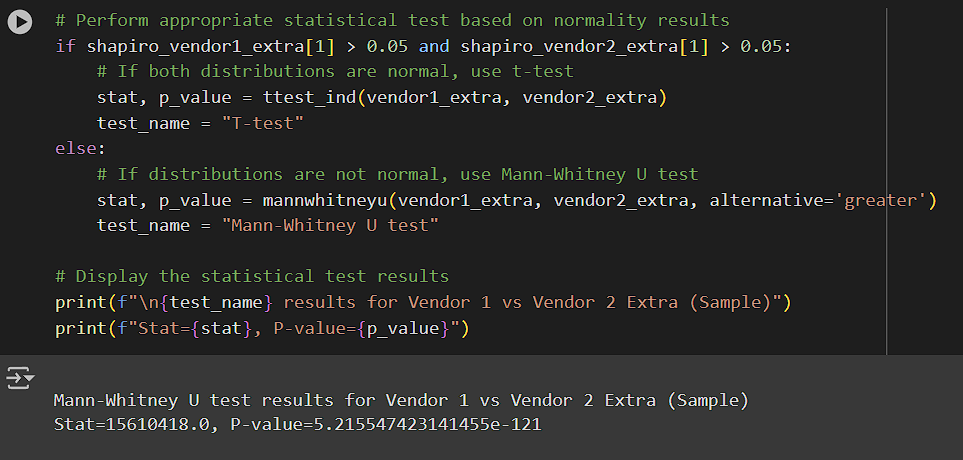 # Perform appropriate statistical test based on normality results
if shapiro_vendor1_extra[1] > 0.05 and shapiro_vendor2_extra[1] > 0.05:
    # If both distributions are normal, use t-test
    stat, p_value = ttest_ind(vendor1_extra, vendor2_extra)
    test_name = "T-test"
else:
    # If distributions are not normal, use Mann-Whitney U test
    stat, p_value = mannwhitneyu(vendor1_extra, vendor2_extra, alternative='greater')
    test_name = "Mann-Whitney U test"
# Display the statistical test results
print(f"\n{test_name} results for Vendor 1 vs Vendor 2 Extra (Sample)")
print(f"Stat={stat}, P-value={p_value}")
Mann-Whitney U test results for Vendor 1 vs Vendor 2 Extra (Sample)
Stat=15610418.0, P-value=5.215547423141455e-121